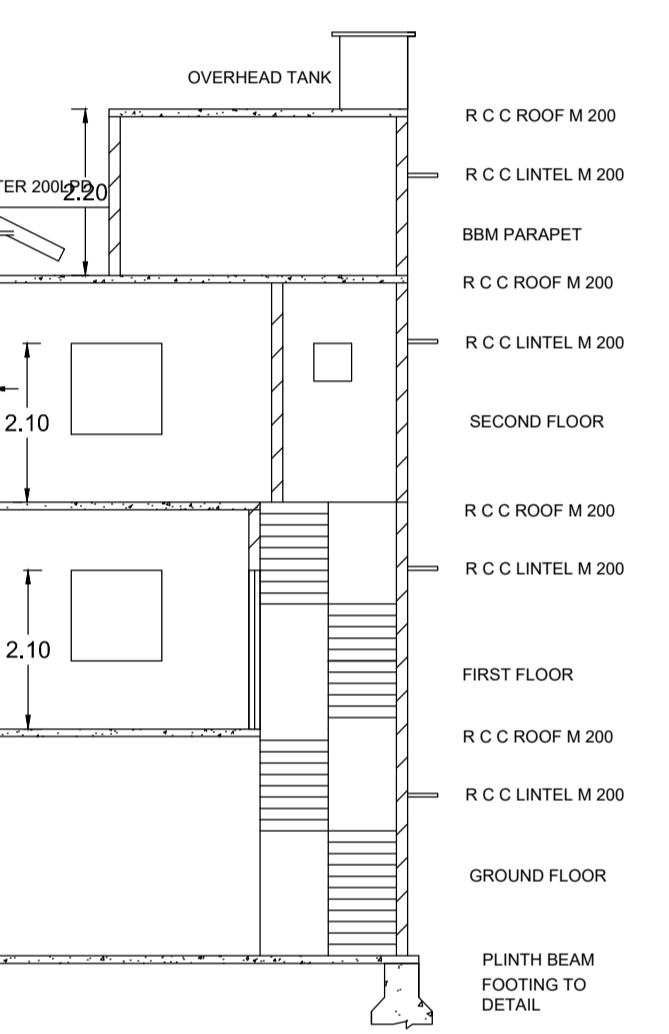 OVERHEAD TANK
R C C ROOF M 200
R C C LINTEL M 200
TER 200LPD
2.20
BBM PARAPET
R C C ROOF M 200
R C C LINTEL M 200
2.10
SECOND FLOOR
R C C ROOF M 200
R C C LINTEL M 200
2.10
FIRST FLOOR
R C C ROOF M 200
R C C LINTEL M 200
GROUND FLOOR
PLINTH BEAM
FOOTING TO
DETAIL